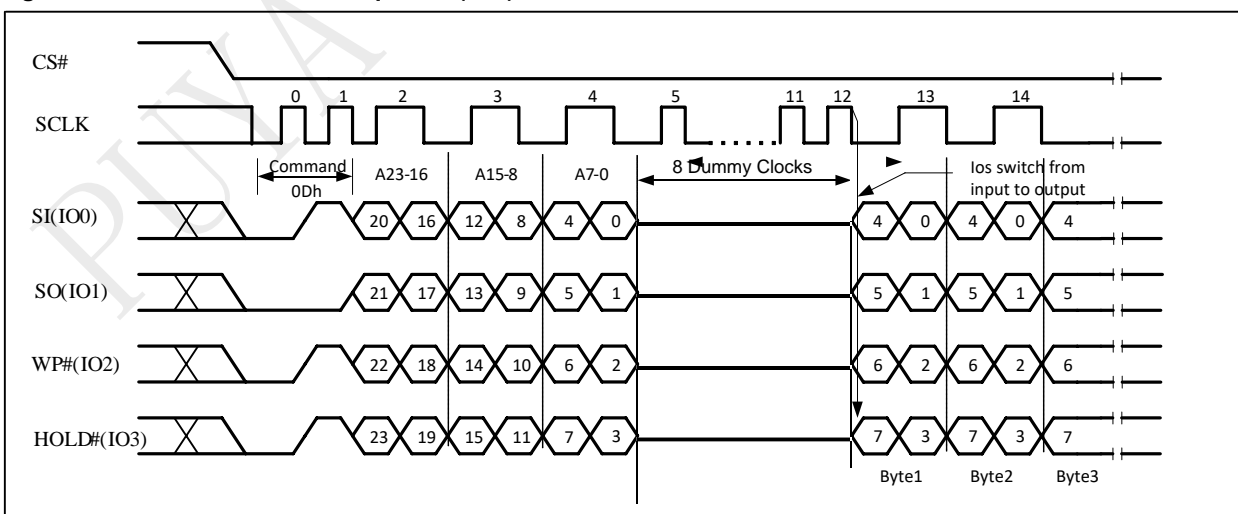 PUYA
CS#
0 1 2 3 4 5 11 12 13 14
SCLK
Command
0Dh
A23-16 A15-8 A7-0 8 Dummy Clocks Ios switch from
input to output
SI(IO0) 20 16 12 8 4 0 4 0 4 0 4
SO(IO1) 21 17 13 9 5 1 5 1 5 1 5
WP#(IO2) 22 18 14 10 6 2 6 2 6 2 6
HOLD#(IO3) 23 19 15 11 7 3 7 3 7 3 7
Byte1 Byte2 Byte3